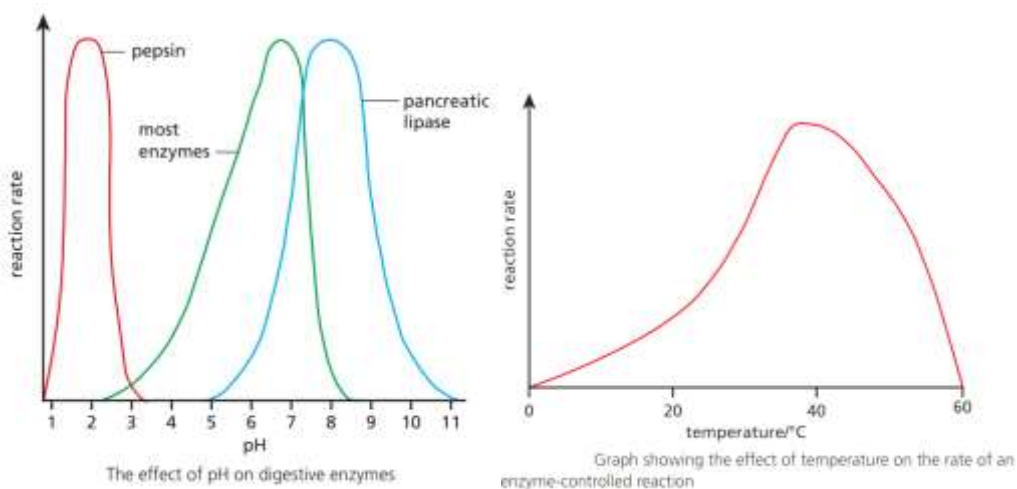 pepsin
most
enzymes
pancreatic
lipase
reaction rate
1 2 3 4 5 6 7 8 9 10 11
pH
The effect of pH on digestive enzymes
reaction rate
0 20 40 60
temperature/°C
Graph showing the effect of temperature on the rate of an
enzyme-controlled reaction